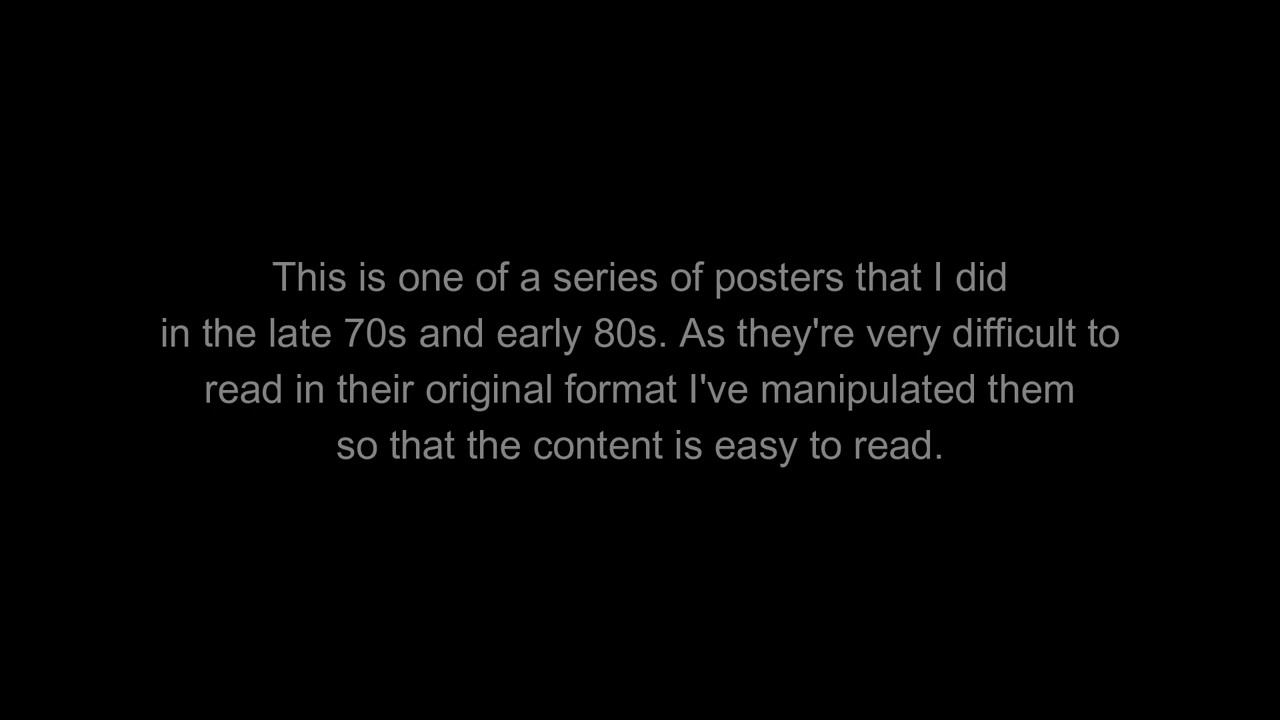 This is one of a series of posters that I did
in the late 70s and early 80s. As they're very difficult to
read in their original format I've manipulated them
so that the content is easy to read.